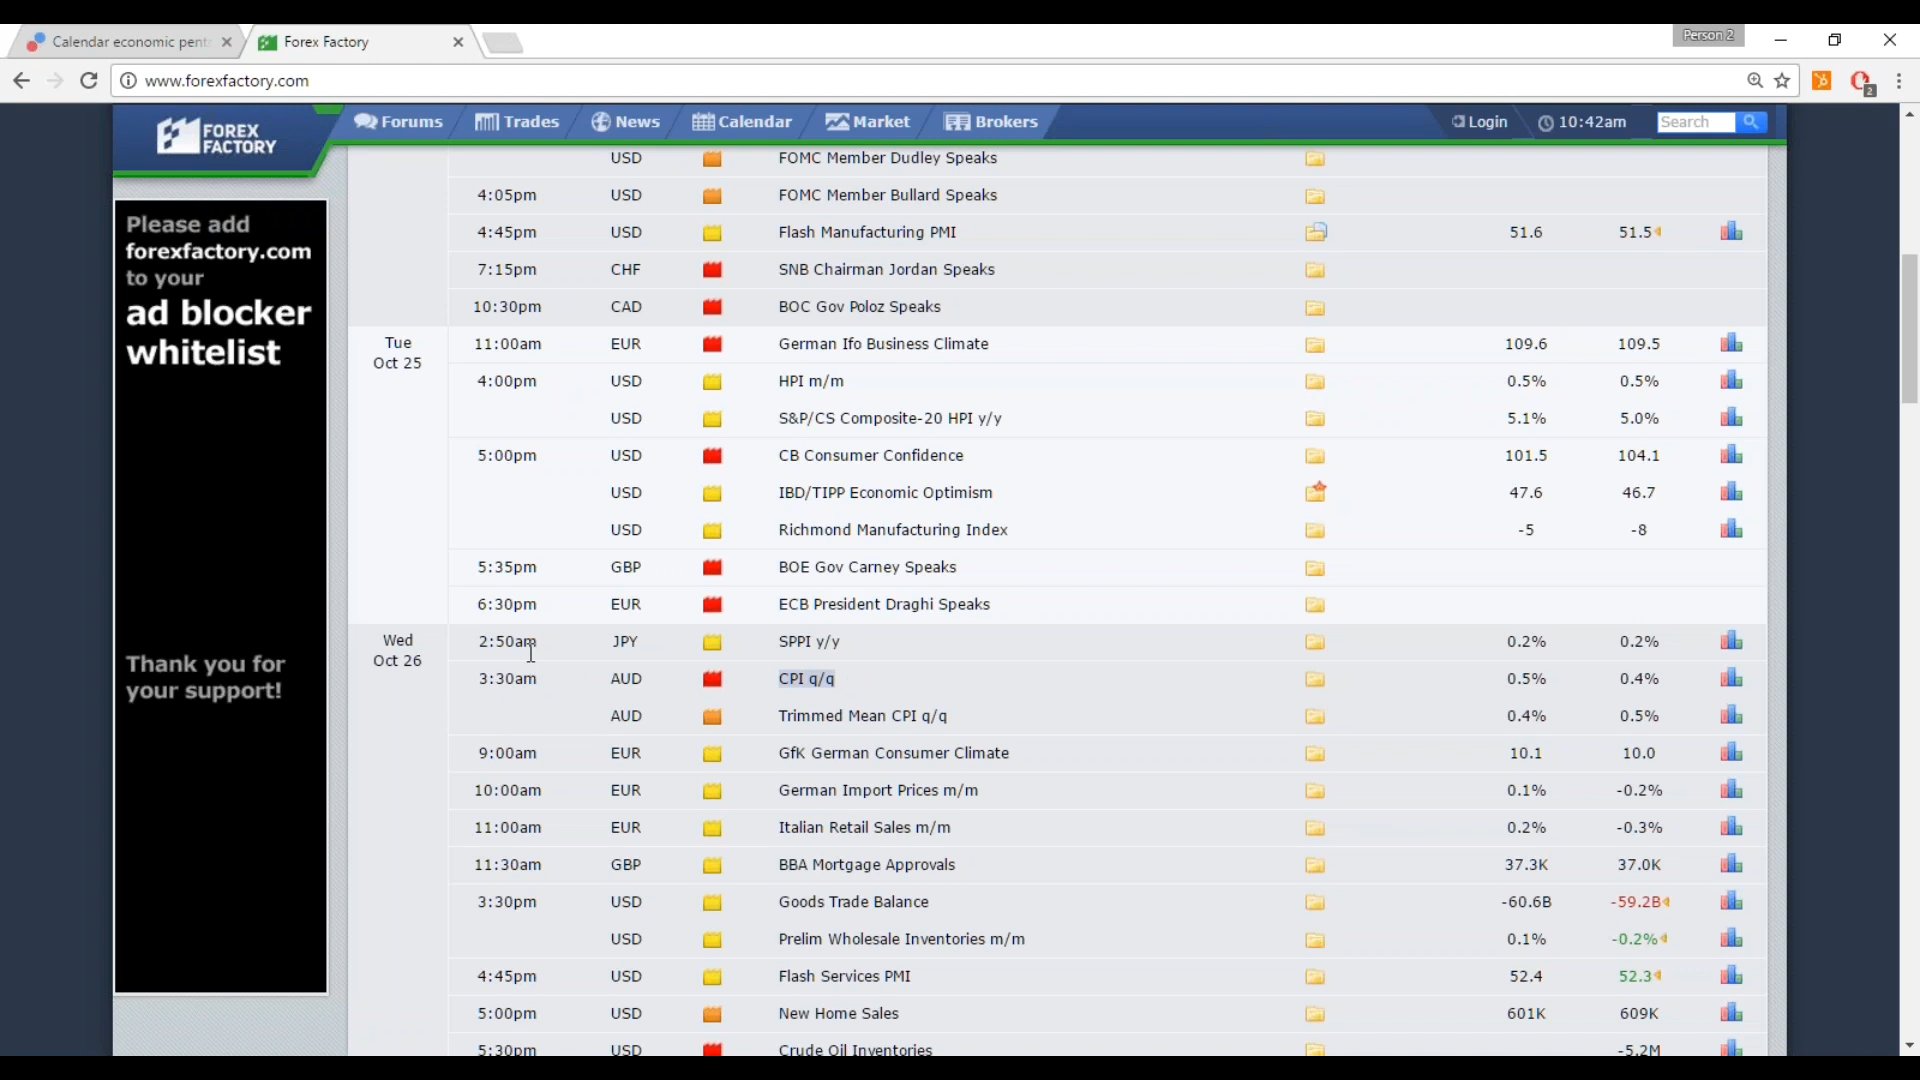 Calendar economic pent
Forex Factory
Person 2
www.forexfactory.com
2
FOREX
FACTORY
Forums
Trades
News
Calendar
Market
Brokers
Login
10:42am
Search
Please add
forexfactory.com
to your
ad blocker
whitelist
Thank you for
your support!
USD FOMC Member Dudley Speaks
4:05pm USD FOMC Member Bullard Speaks
4:45pm USD Flash Manufacturing PMI 51.6 51.5
7:15pm CHF SNB Chairman Jordan Speaks
10:30pm CAD BOC Gov Poloz Speaks
Tue
Oct 25
11:00am EUR German Ifo Business Climate 109.6 109.5
4:00pm USD HPI m/m 0.5% 0.5%
USD S&P/CS Composite-20 HPI y/y 5.1% 5.0%
5:00pm USD CB Consumer Confidence 101.5 104.1
USD IBD/TIPP Economic Optimism 47.6 46.7
USD Richmond Manufacturing Index -5 -8
5:35pm GBP BOE Gov Carney Speaks
6:30pm EUR ECB President Draghi Speaks
Wed
Oct 26
2:50am JPY SPPI y/y 0.2% 0.2%
3:30am AUD CPI q/q 0.5% 0.4%
AUD Trimmed Mean CPI q/q 0.4% 0.5%
9:00am EUR GfK German Consumer Climate 10.1 10.0
10:00am EUR German Import Prices m/m 0.1% -0.2%
11:00am EUR Italian Retail Sales m/m 0.2% -0.3%
11:30am GBP BBA Mortgage Approvals 37.3K 37.0K
3:30pm USD Goods Trade Balance -60.6B -59.2B
USD Prelim Wholesale Inventories m/m 0.1% -0.2%
4:45pm USD Flash Services PMI 52.4 52.3
5:00pm USD New Home Sales 601K 609K
5:30pm USD Crude Oil Inventories -5.2M